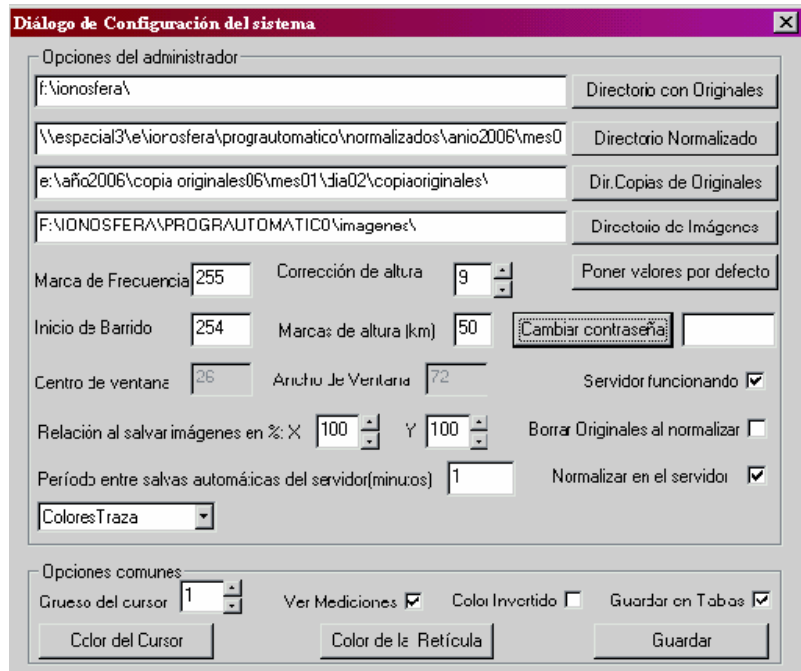 Diálogo de Configuración del sistema
Opciones del administrador
f:\ionosfera\ Directorio con Originales
\\espacial3\e\ionosfera\prograutomatico\normalizados\anio2006\mes0 Directorio Normalizado
e:\año2006\copia originales06\mes01\dia02\copiaoriginales\ Dir.Copias de Originales
F:\IONOSFERA\PROGRAUTOMATICO\imagenes\ Directorio de Imágenes
Marca de Frecuencia 255 Corrección de altura 9 Poner valores por defecto
Inicio de Barrido 254 Marcas de altura (km) 50 Cambiar contraseña
Centro de ventana 26 Ancho de Ventana 72 Servidor funcionando
Relación al salvar imágenes en %: X 100 Y 100 Borrar Originales al normalizar
Período entre salvas automáticas del servidor(minutos) 1 Normalizar en el servidor
ColoresTraza
Opciones comunes
Grueso del cursor 1 Ver Mediciones Color Invertido Guardar en Tabas
Color del Cursor Color de la Retícula Guardar